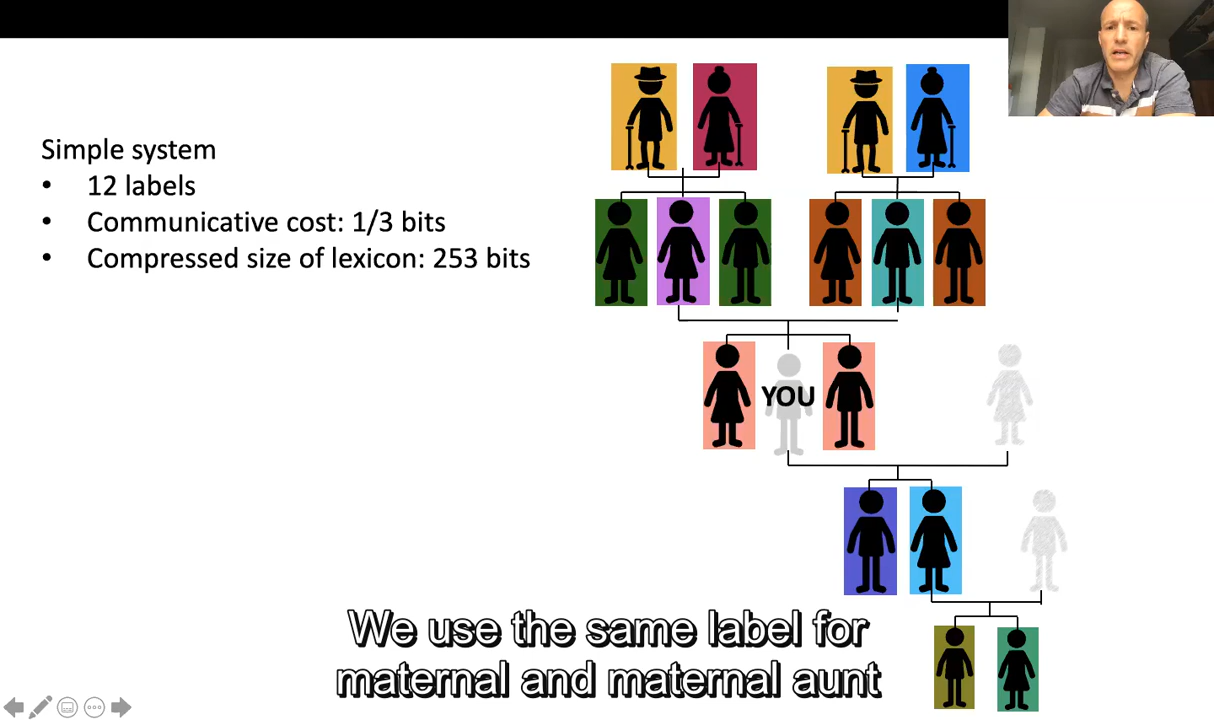 Simple system
• 12 labels
• Communicative cost: 1/3 bits
• Compressed size of lexicon: 253 bits
YOU
We use the same label for
maternal and maternal aunt